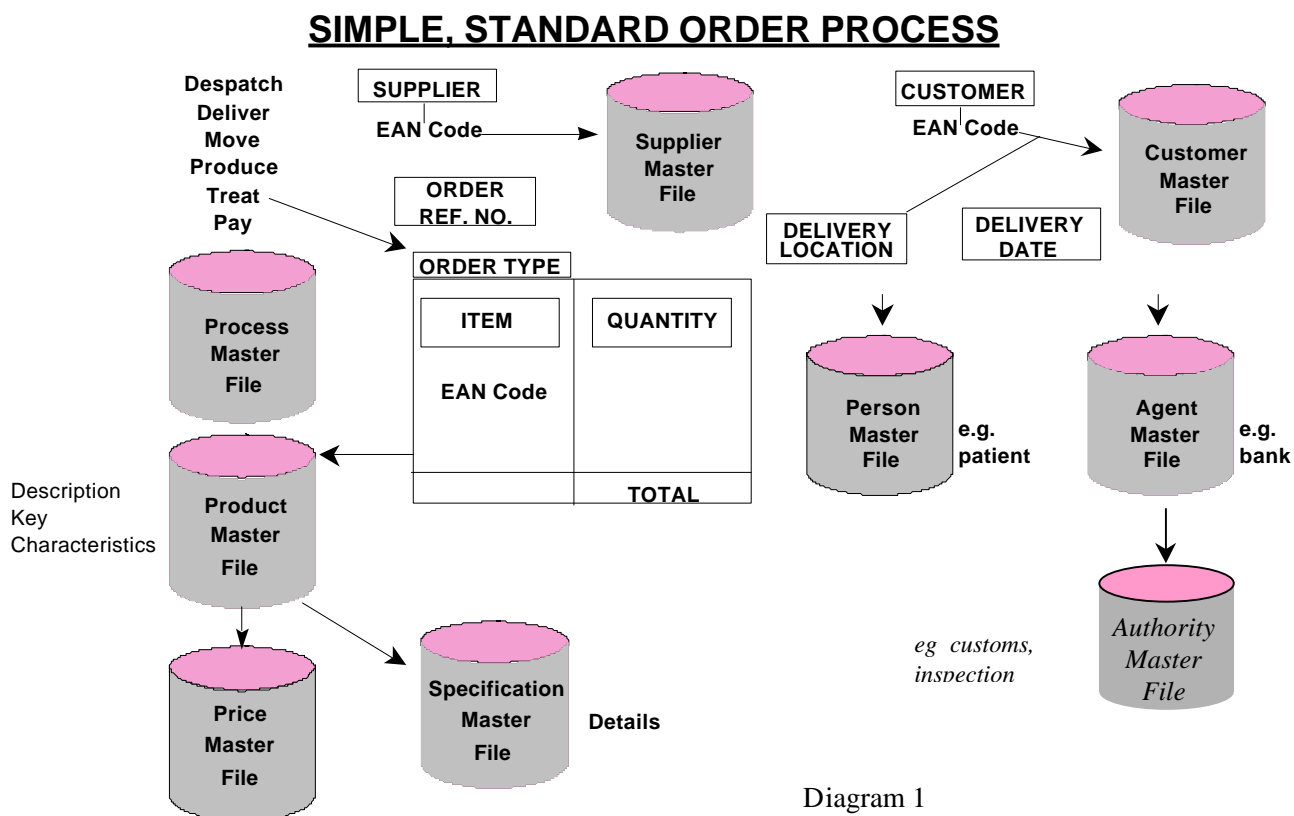 SIMPLE, STANDARD ORDER PROCESS
Despatch
Deliver
Move
Produce
Treat
Pay
SUPPLIER
EAN Code
Supplier
Master
File
CUSTOMER
EAN Code
Customer
Master
File
ORDER
REF. NO.
DELIVERY
LOCATION
DELIVERY
DATE
ORDER TYPE
ITEM
QUANTITY
EAN Code
TOTAL
Process
Master
File
Person
Master
File
e.g.
patient
Agent
Master
File
e.g.
bank
Description
Key
Characteristics
Product
Master
File
eg customs,
inspection
Authority
Master
File
Price
Master
File
Specification
Master
File
Details
Diagram 1